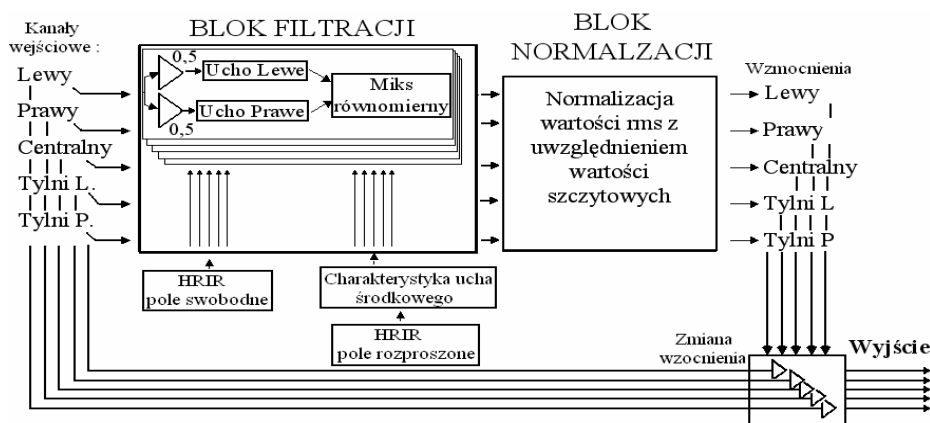 Kanały
wejściowe :
Lewy
Prawy
Centralny
Tylni L.
Tylni P.
BLOK FILTRACJI
0,5
Ucho Lewe
Ucho Prawe
0,5
Miks
równomierny
HRIR
pole swobodne
Charakterystyka ucha
środkowego
HRIR
pole rozproszone
BLOK
NORMALZACJI
Normalizacja
wartości rms z
uwzględnieniem
wartości
szczytowych
Wzmocnienia
Lewy
Prawy
Centralny
Tylni L
Tylni P
Zmiana
wzocnienia
Wyjście